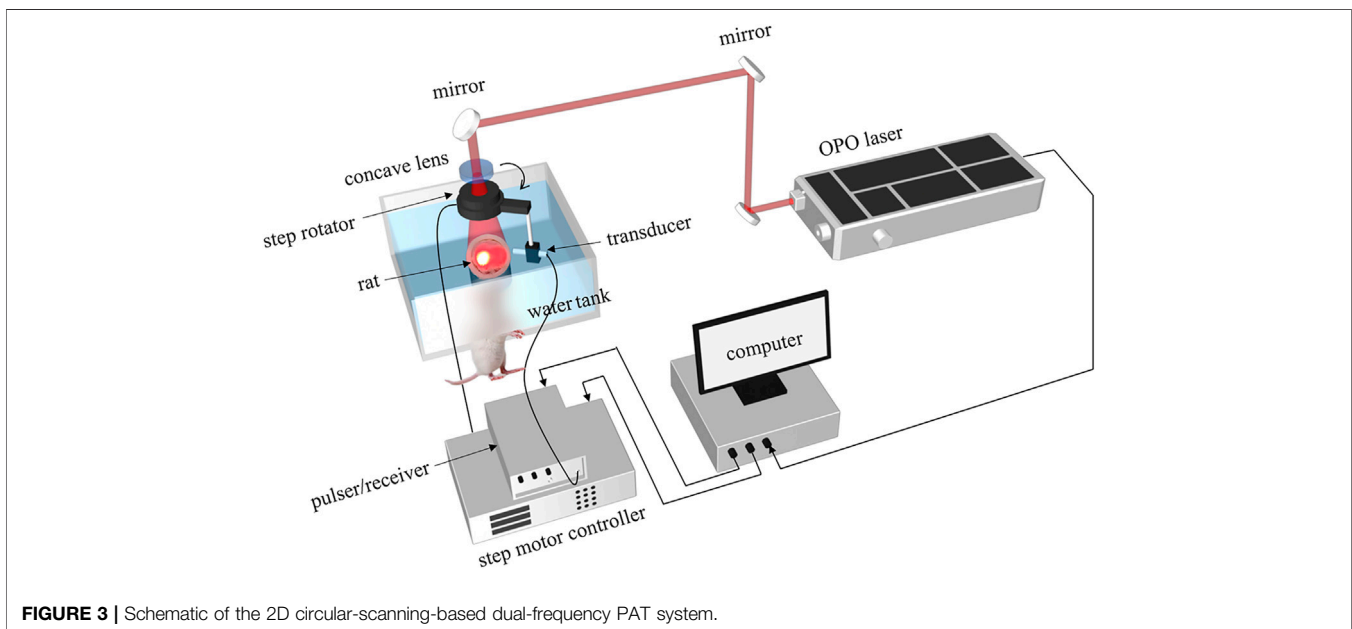 mirror
mirror
OPO laser
concave lens
step rotator
transducer
rat
water tank
computer
pulser/receiver
step motor controller
FIGURE 3 | Schematic of the 2D circular-scanning-based dual-frequency PAT system.